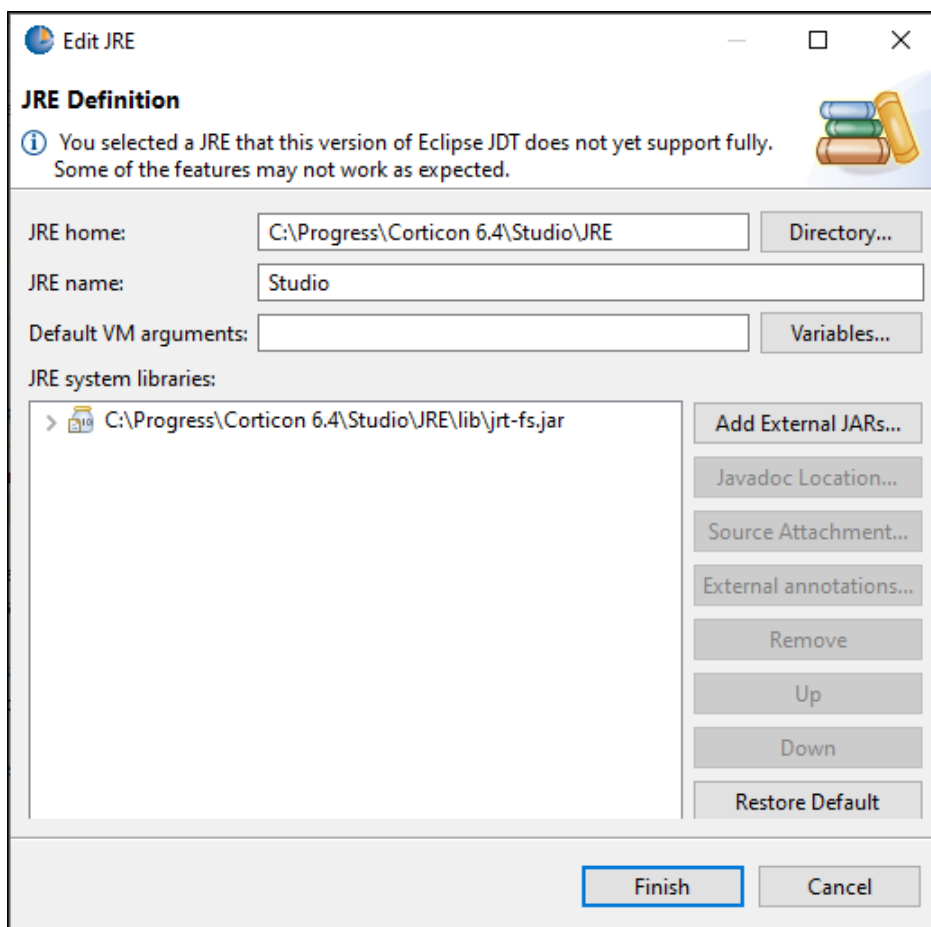 Edit JRE
JRE Definition
You selected a JRE that this version of Eclipse JDT does not yet support fully.
Some of the features may not work as expected.
JRE home:
C:\Progress\Corticon 6.4\Studio\JRE
Directory...
JRE name:
Studio
Default VM arguments:
Variables...
JRE system libraries:
C:\Progress\Corticon 6.4\Studio\JRE\lib\jrt-fs.jar
Add External JARs...
Javadoc Location...
Source Attachment...
External annotations...
Remove
Up
Down
Restore Default
Finish
Cancel